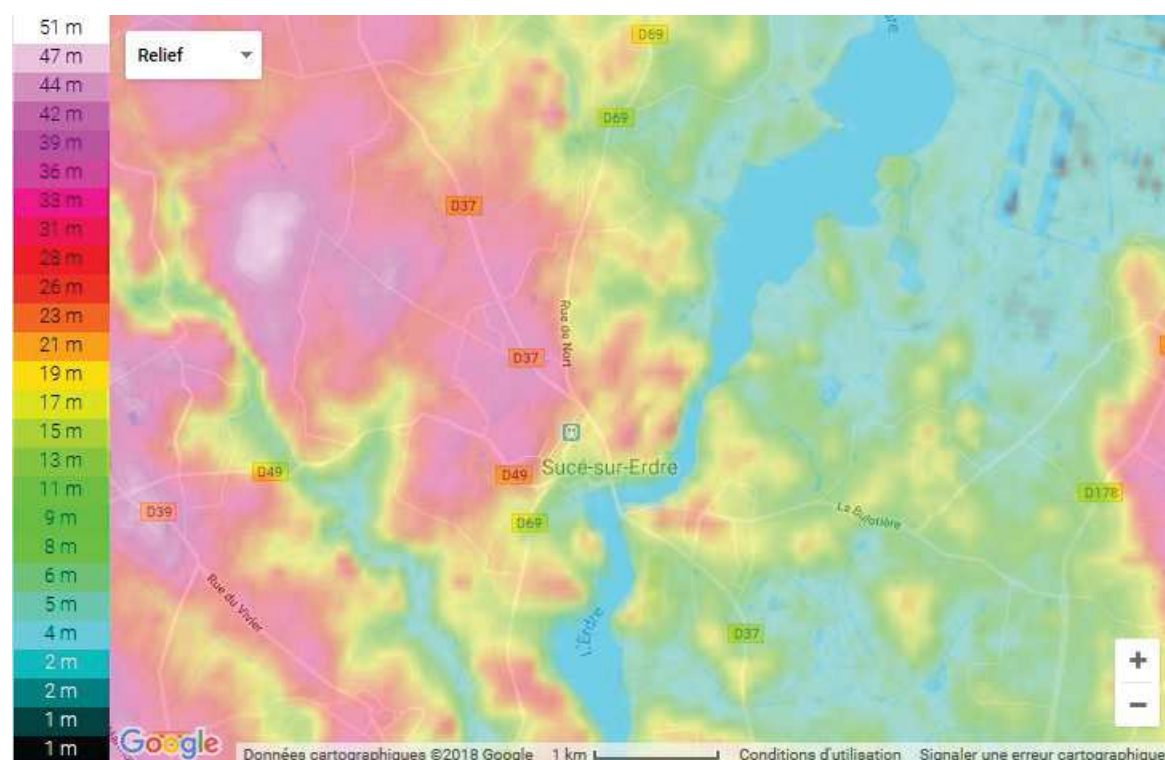 51 m
47 m
44 m
42 m
39 m
36 m
33 m
31 m
28 m
26 m
23 m
21 m
19 m
17 m
15 m
13 m
11 m
9 m
8 m
6 m
5 m
4 m
2 m
2 m
1 m
1 m
Relief
D69
D69
D37
Rue de Nort
D37
Sucé-sur-Erdre
D49
D49
D178
D39
D69
La Bulotière
Rue du Vivier
L'Erdre
D37
+
−
Google
Données cartographiques ©2018 Google 1 km Conditions d'utilisation Signaler une erreur cartographique